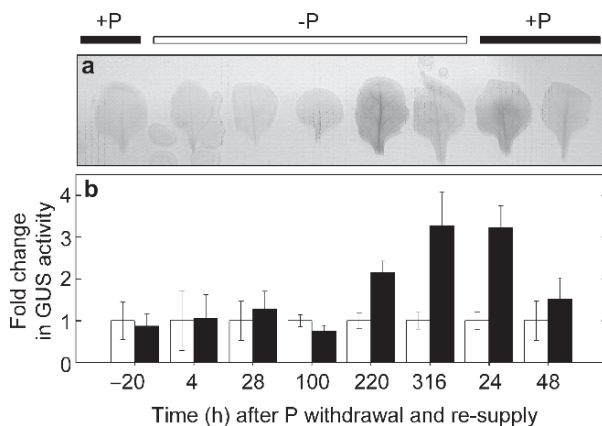 +P -P +P
a
b
4
3
2
1
0
Fold change
in GUS activity
−20 4 28 100 220 316 24 48
Time (h) after P withdrawal and re-supply